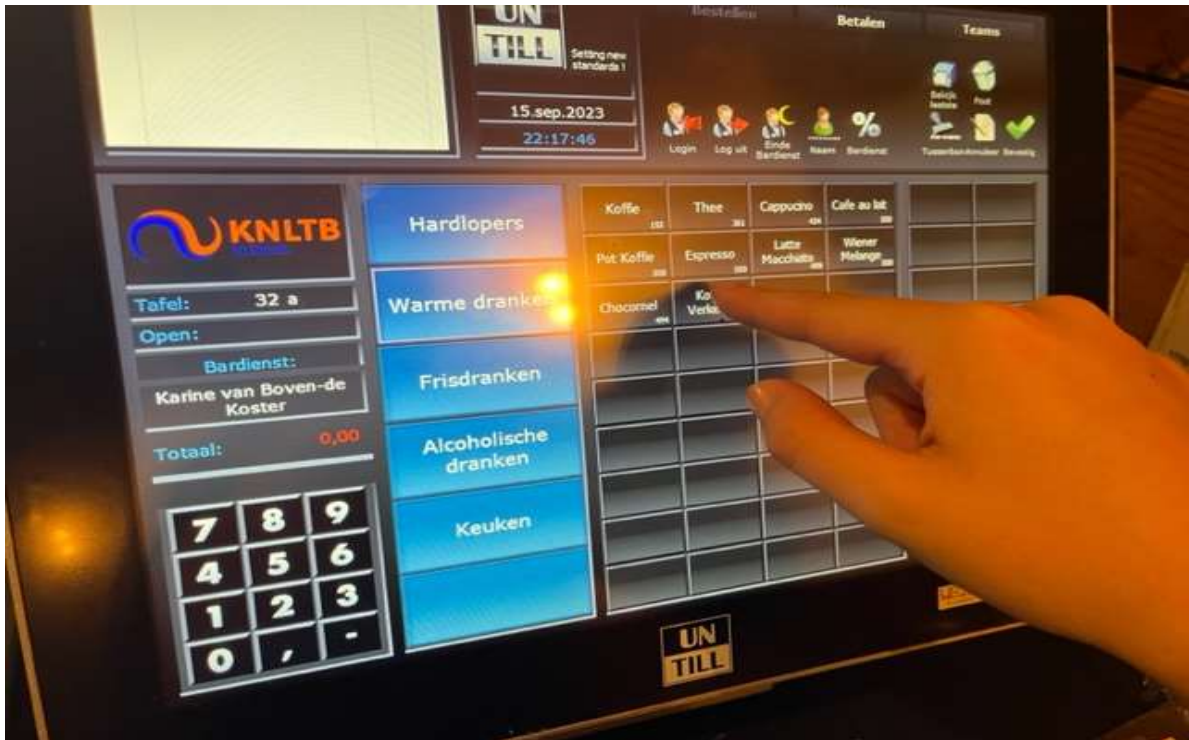 UN
TILL
Setting new
standards !
15.sep.2023
22:17:46
Bestellen
Betalen
Teams
Login
Log uit
Einde
Bardienst
Naam
%
Bardienst
Bekijk
laatste
Pool
Tussenbon
Annuleer
Bevestig
KNLTB
Tafel: 32 a
Open:
Bardienst:
Karine van Boven-de
Koster
Totaal: 0,00
7 8 9
4 5 6
1 2 3
0 , -
Hardlopers
Warme dranken
Frisdranken
Alcoholische
dranken
Keuken
Koffie
Thee
Cappucino
Cafe au lait
Pot Koffie
Espresso
Latte
Macchiato
Wiener
Melange
Chocomel
UN
TILL